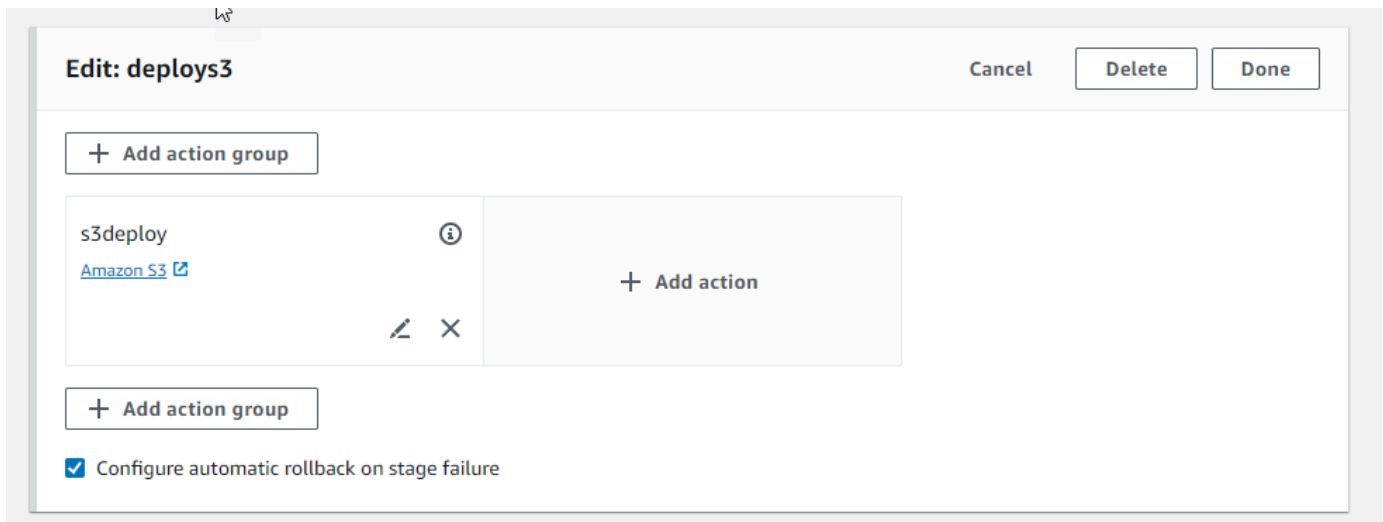 Edit: deploys3
Cancel
Delete
Done
+ Add action group
s3deploy
Amazon S3
+ Add action
+ Add action group
Configure automatic rollback on stage failure